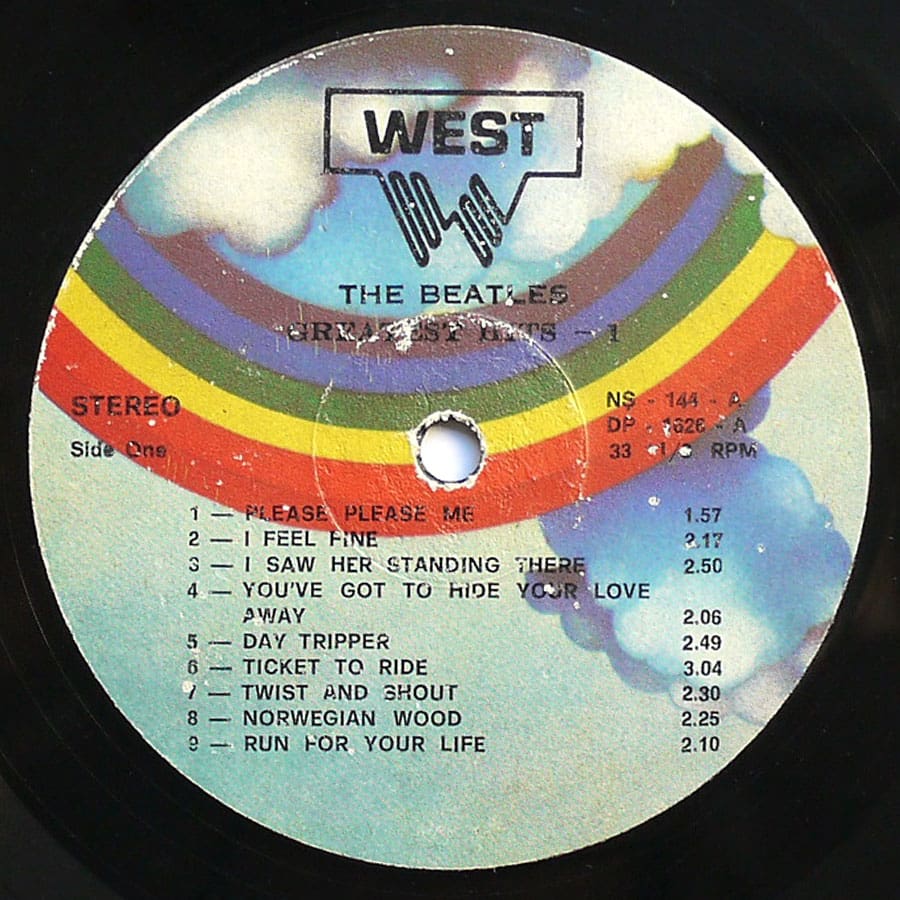 WEST
THE BEATLES
GREATEST HITS - 1
STEREO
NS - 144 - A
DP - 1626 - A
Side One
33 1/3 RPM
1 — PLEASE PLEASE ME 1.57
2 — I FEEL FINE 2.17
3 — I SAW HER STANDING THERE 2.50
4 — YOU'VE GOT TO HIDE YOUR LOVE
AWAY 2.06
5 — DAY TRIPPER 2.49
6 — TICKET TO RIDE 3.04
7 — TWIST AND SHOUT 2.30
8 — NORWEGIAN WOOD 2.25
9 — RUN FOR YOUR LIFE 2.10